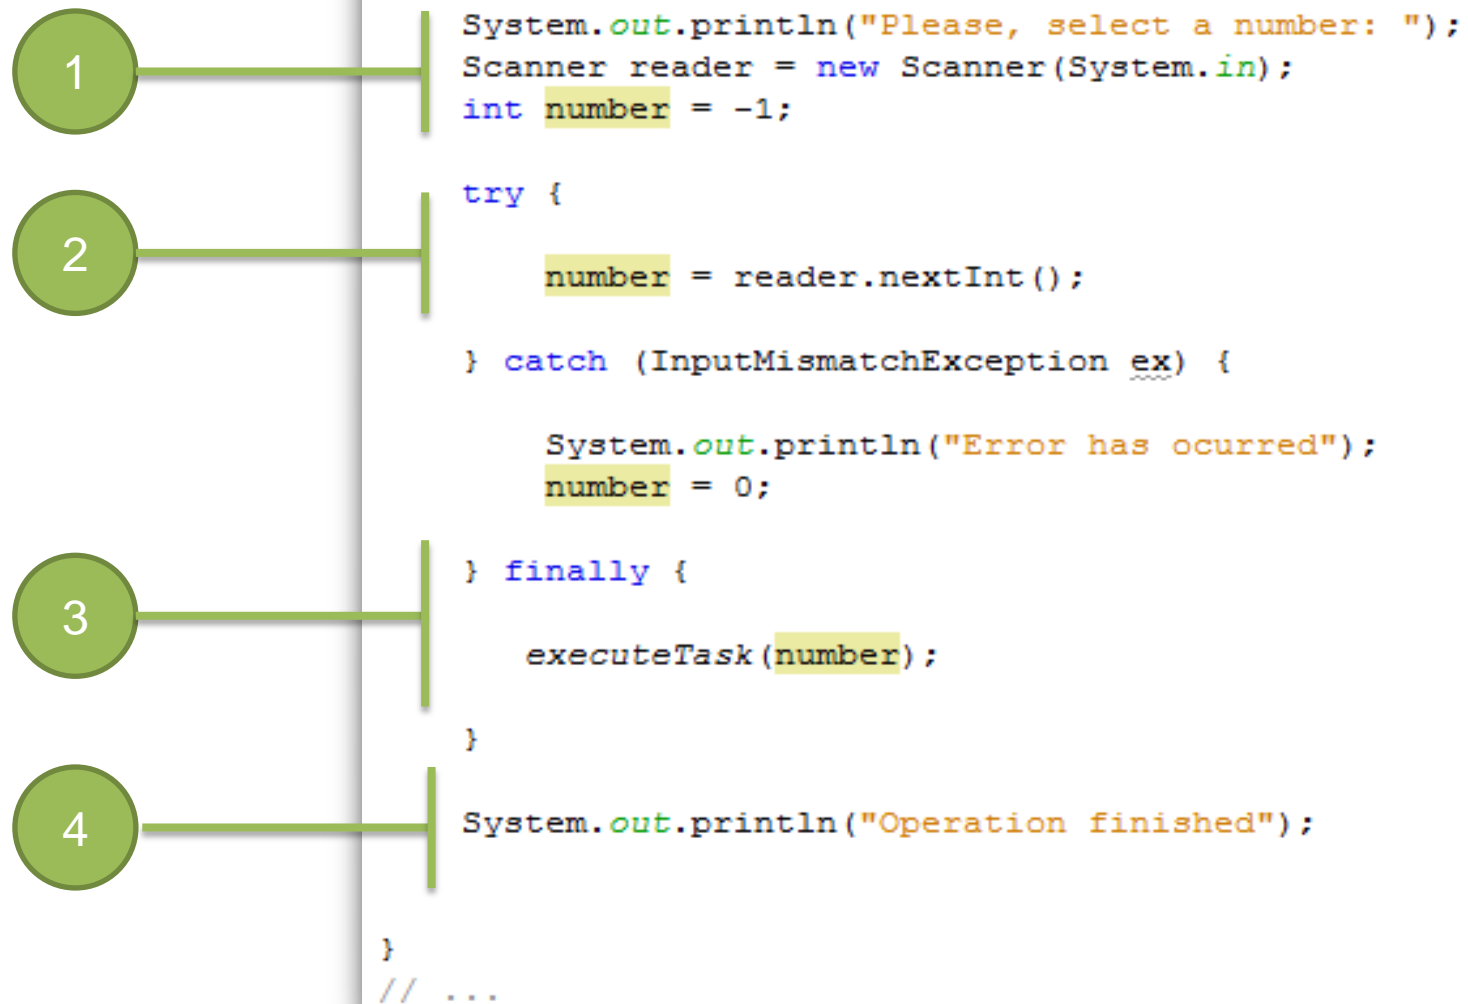 1
System.out.println("Please, select a number: ");
Scanner reader = new Scanner(System.in);
int number = -1;
2
try {
number = reader.nextInt();
} catch (InputMismatchException ex) {
System.out.println("Error has ocurred");
number = 0;
3
} finally {
executeTask(number);
}
4
System.out.println("Operation finished");
}
// ...